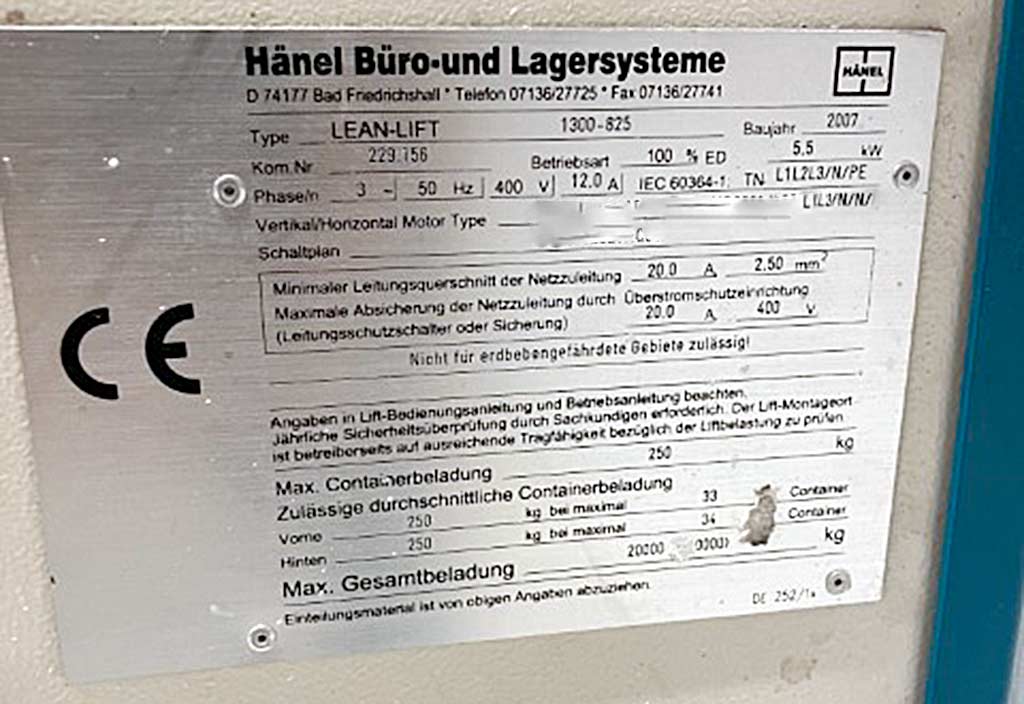 Hänel Büro-und Lagersysteme
HÄNEL
D 74177 Bad Friedrichshall * Telefon 07136/27725 * Fax 07136/27741
Type LEAN-LIFT 1300-825 Baujahr 2007
Kom.Nr 229.156 Betriebsart 100 % ED 5,5 kW
Phase/n 3 ~ 50 Hz 400 V 12.0 A IEC 60364-1: TN L1L2L3/N/PE
Vertikal/Horizontal Motor Type L1L3/N/N/
Schaltplan
Minimaler Leitungsquerschnitt der Netzzuleitung 20.0 A 2.50 mm²
Maximale Absicherung der Netzzuleitung durch Überstromschutzeinrichtung
(Leitungsschutzschalter oder Sicherung) 20.0 A 400 V
Nicht für erdbebengefährdete Gebiete zulässig!
CE
Angaben in Lift-Bedienungsanleitung und Betriebsanleitung beachten.
Jährliche Sicherheitsüberprüfung durch Sachkundigen erforderlich. Der Lift-Montageort
ist betreiberseits auf ausreichende Tragfähigkeit bezüglich der Liftbelastung zu prüfen.
Max. Containerbeladung 250 kg
Zulässige durchschnittliche Containerbeladung
Vorne 250 kg bei maximal 33 Container
Hinten 250 kg bei maximal 34 Container
Max. Gesamtbeladung 20000 kg
Einteilungsmaterial ist von obigen Angaben abzuziehen.